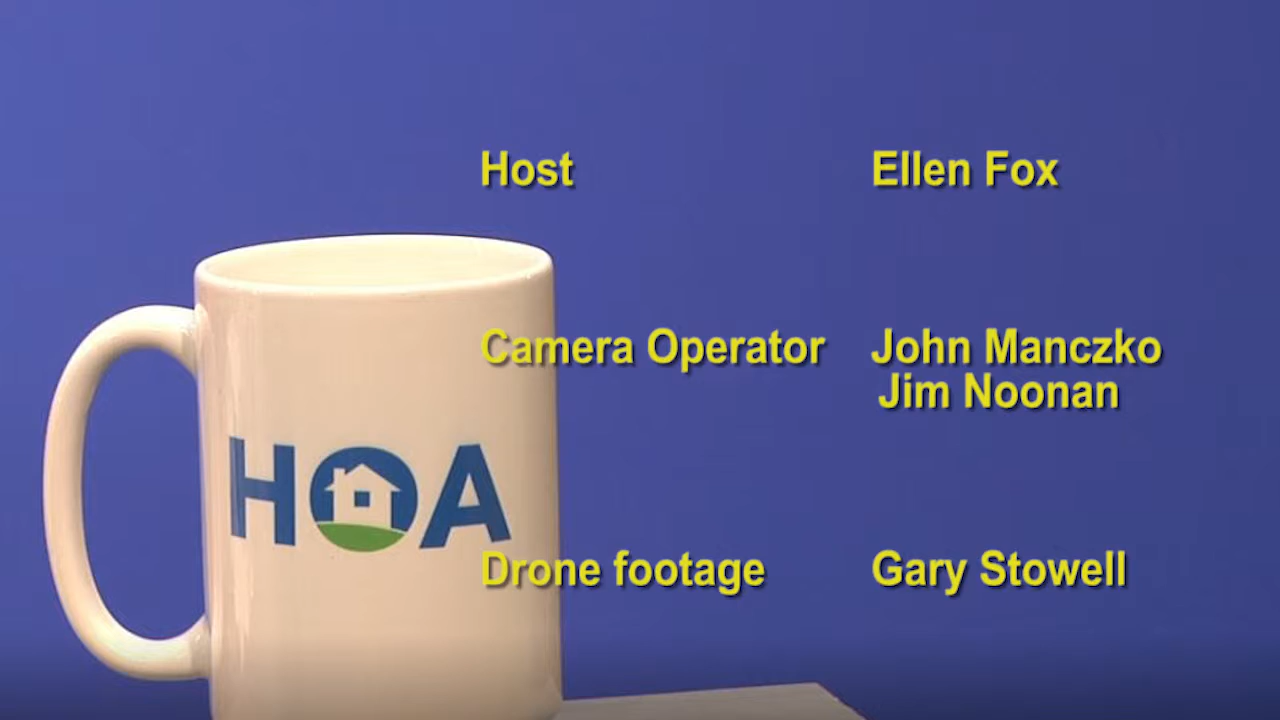 Host Ellen Fox
Camera Operator John Manczko
Jim Noonan
HOA
Drone footage Gary Stowell